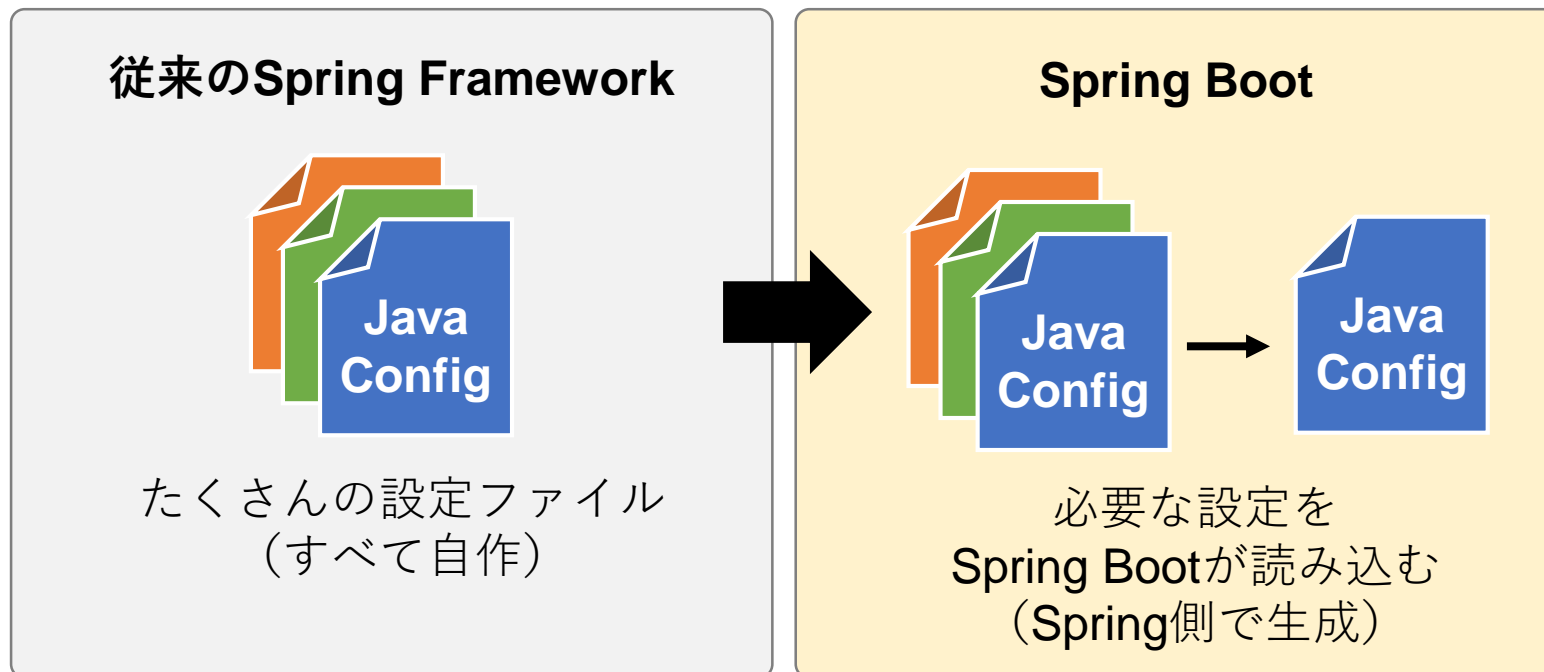 従来のSpring Framework
Java
Config
たくさんの設定ファイル
（すべて自作）
Spring Boot
Java
Config
Java
Config
必要な設定を
Spring Bootが読み込む
（Spring側で生成）